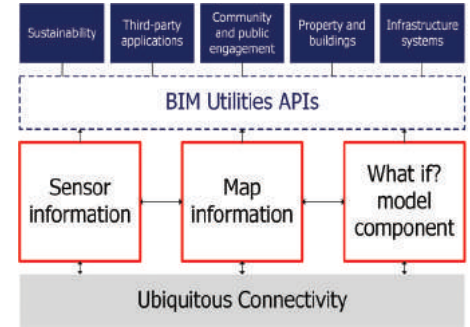 Sustainability
Third-party
applications
Community
and public
engagement
Property and
buildings
Infrastructure
systems
BIM Utilities APIs
Sensor
information
Map
information
What if?
model
component
Ubiquitous Connectivity